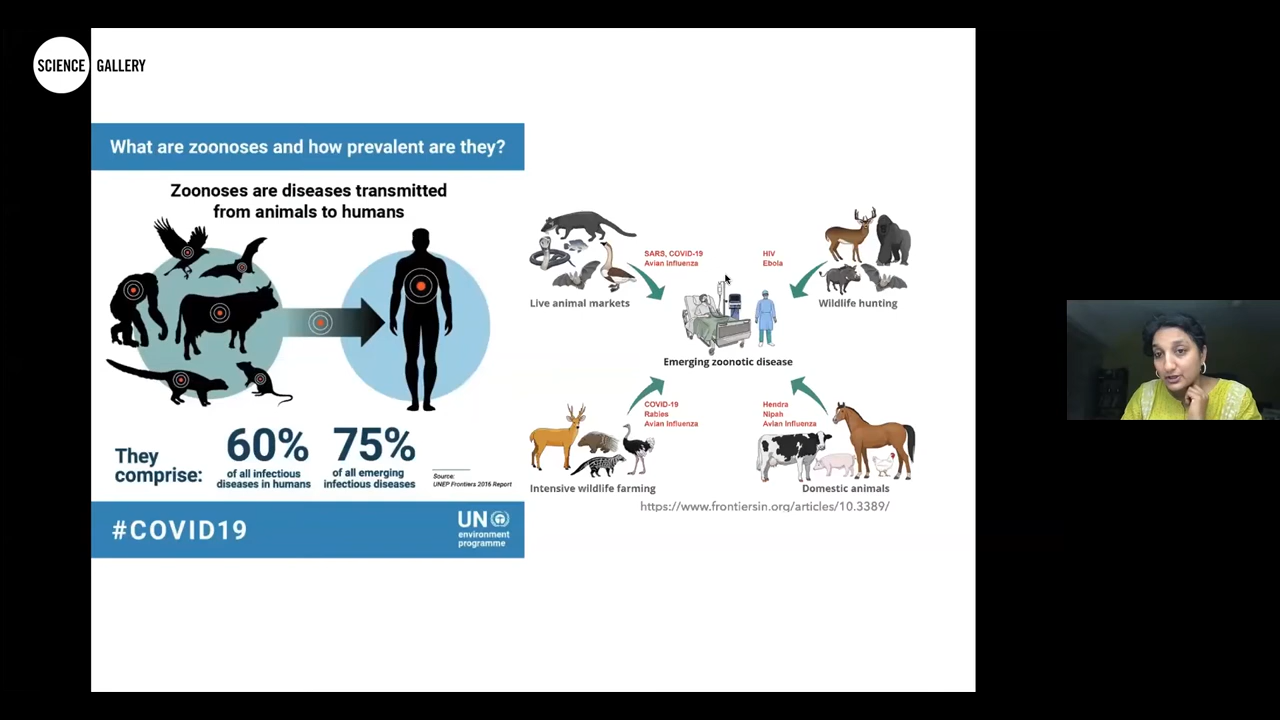 SCIENCE GALLERY
What are zoonoses and how prevalent are they?
Zoonoses are diseases transmitted
from animals to humans
They
comprise:
60%
of all infectious
diseases in humans
75%
of all emerging
infectious diseases
Source:
UNEP Frontiers 2016 Report
#COVID19
UN
environment
programme
SARS, COVID-19
Avian Influenza
Live animal markets
HIV
Ebola
Wildlife hunting
Emerging zoonotic disease
COVID-19
Rabies
Avian Influenza
Intensive wildlife farming
Hendra
Nipah
Avian Influenza
Domestic animals
https://www.frontiersin.org/articles/10.3389/